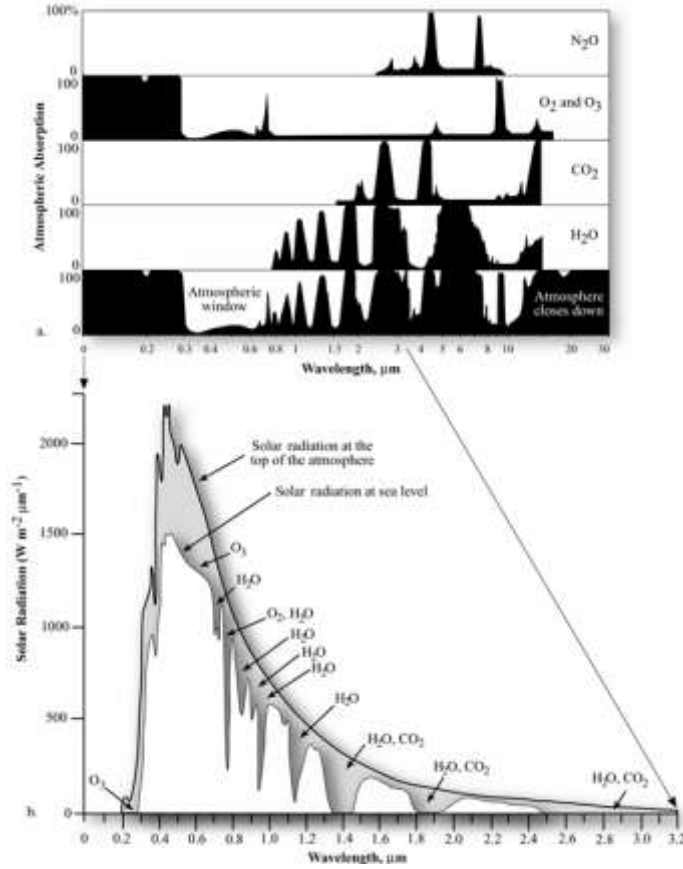 100%
0
N2O
100
0
O2 and O3
100
0
CO2
100
0
H2O
100
0
Atmospheric
window
Atmosphere
closes down
Atmospheric Absorption
a.
0 0.2 0.3 0.4 0.6 0.8 1 1.5 2 3 4 5 6 8 10 20 30
Wavelength, μm
2000
1500
1000
500
0
Solar Radiation (W m-2 μm-1)
Solar radiation at the
top of the atmosphere
Solar radiation at sea level
O3
H2O
O2, H2O
H2O
H2O
H2O
H2O
H2O, CO2
H2O, CO2
H2O, CO2
O3
0 0.2 0.4 0.6 0.8 1.0 1.2 1.4 1.6 1.8 2.0 2.2 2.4 2.6 2.8 3.0 3.2
Wavelength, μm